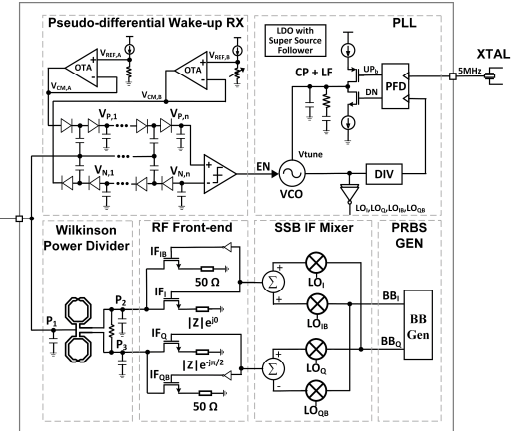 Pseudo-differential Wake-up RX
PLL
LDO with
Super Source
Follower
XTAL
OTA
V_REF,A
V_CM,A
OTA
V_REF,B
V_CM,B
CP + LF
UP_b
DN
PFD
5MHz
V_P,1
V_P,n
V_N,1
V_N,n
EN
Vtune
VCO
DIV
LO_I,LO_Q,LO_IB,LO_QB
Wilkinson
Power Divider
RF Front-end
SSB IF Mixer
PRBS
GEN
P_1
P_2
P_3
IF_IB
50 Ω
IF_I
|Z|e^j0
IF_Q
|Z|e^-jπ/2
IF_QB
50 Ω
Σ
+
+
Σ
+
-
LO_I
LO_IB
LO_Q
LO_QB
BB_I
BB_Q
BB
Gen